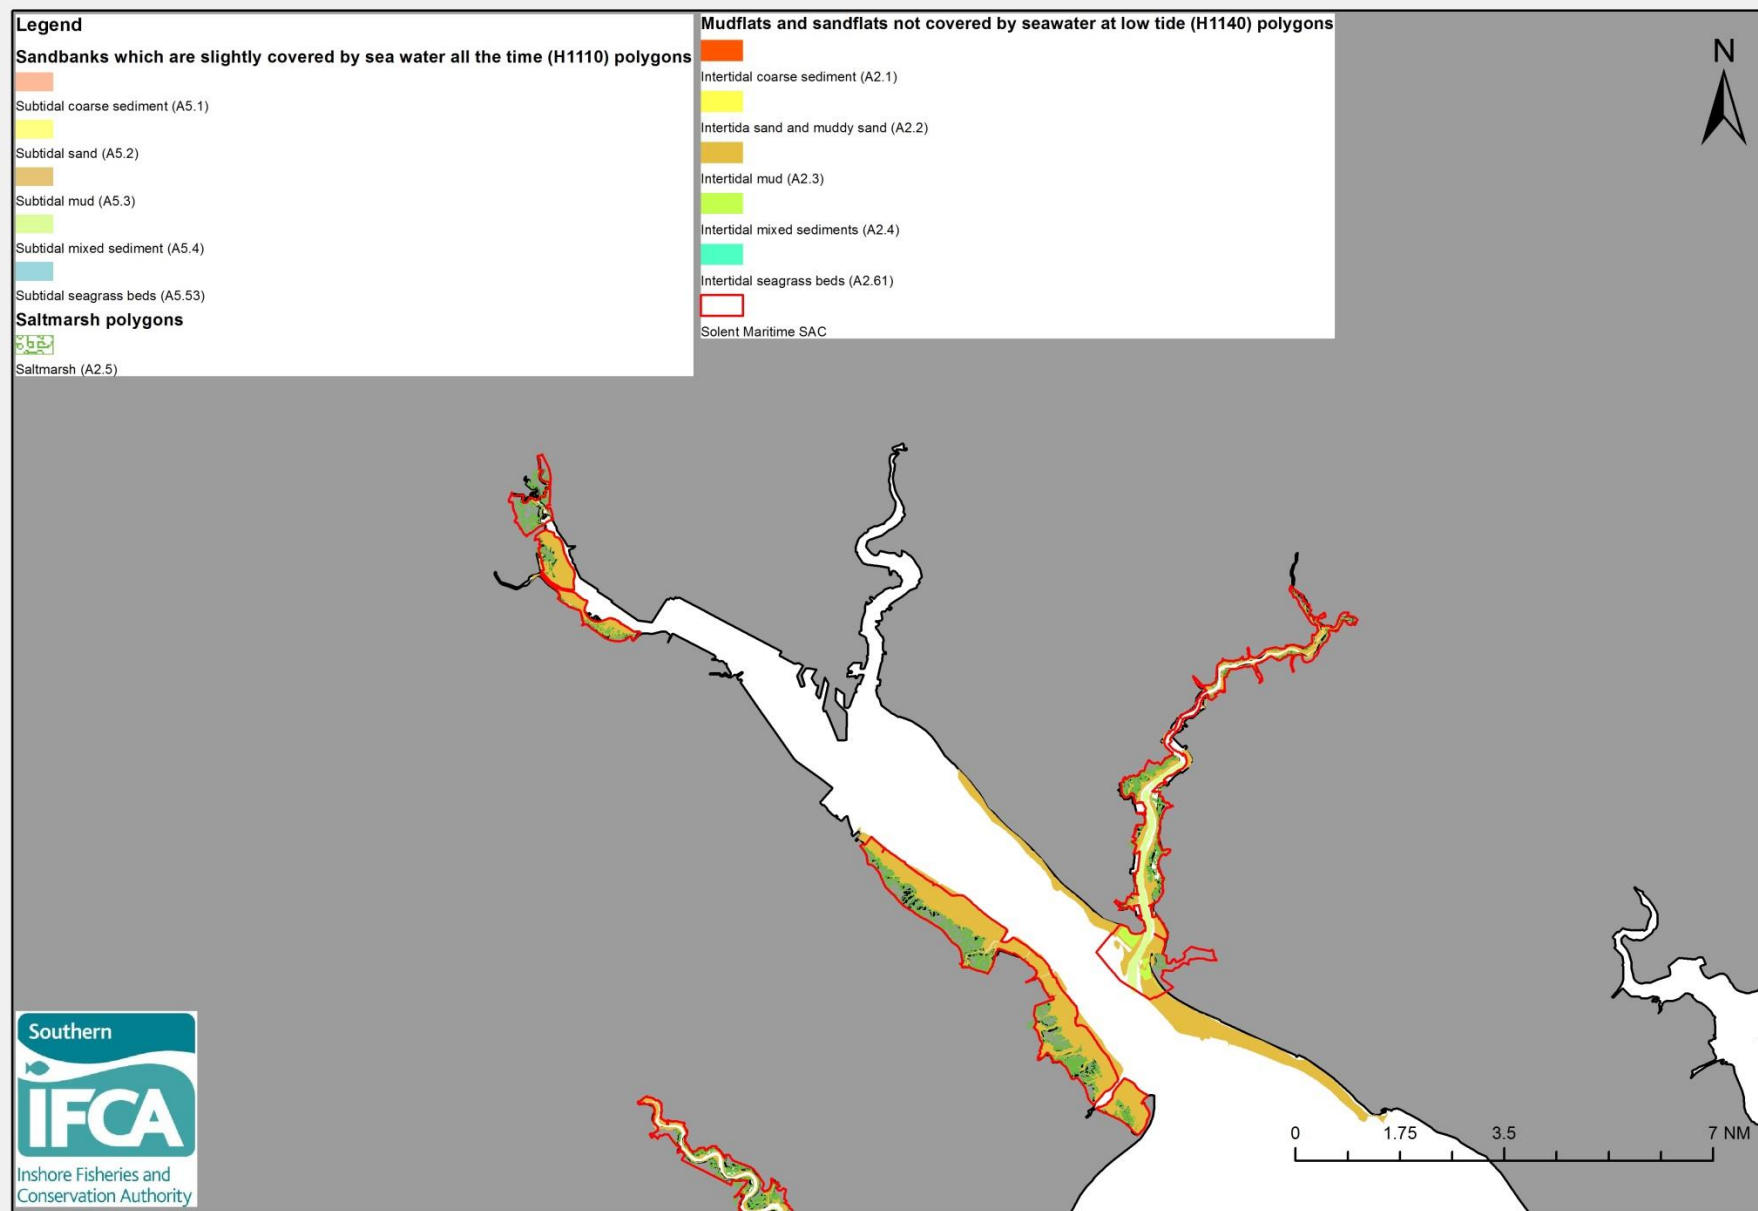 Legend
Sandbanks which are slightly covered by sea water all the time (H1110) polygons
Subtidal coarse sediment (A5.1)
Subtidal sand (A5.2)
Subtidal mud (A5.3)
Subtidal mixed sediment (A5.4)
Subtidal seagrass beds (A5.53)
Saltmarsh polygons
Saltmarsh (A2.5)
Mudflats and sandflats not covered by seawater at low tide (H1140) polygons
Intertidal coarse sediment (A2.1)
Intertida sand and muddy sand (A2.2)
Intertidal mud (A2.3)
Intertidal mixed sediments (A2.4)
Intertidal seagrass beds (A2.61)
Solent Maritime SAC
N
0 1.75 3.5 7 NM
Southern
IFCA
Inshore Fisheries and
Conservation Authority